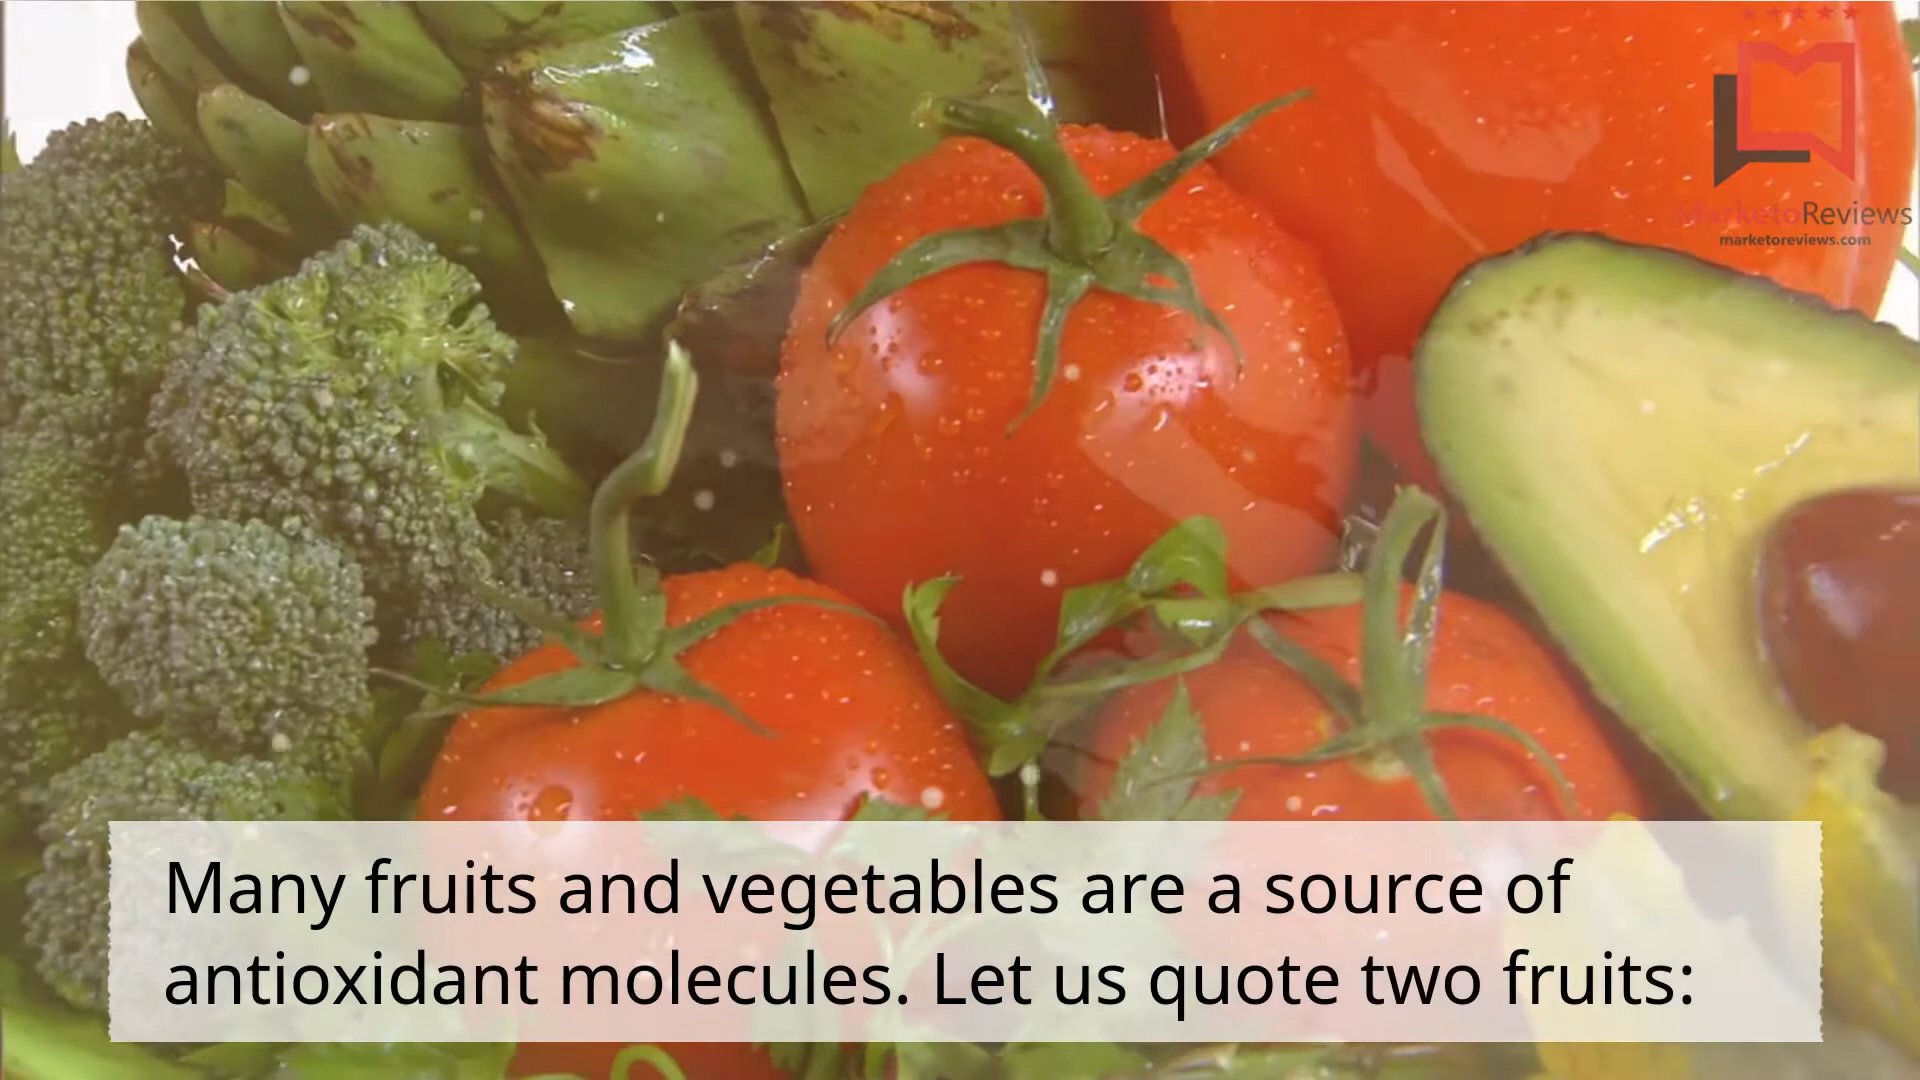 MarketoReviews
marketoreviews.com
Many fruits and vegetables are a source of
antioxidant molecules. Let us quote two fruits: